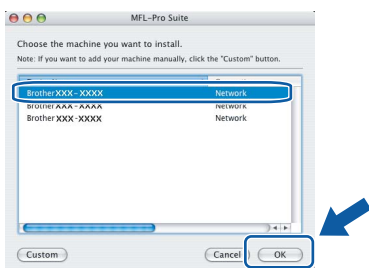 MFL-Pro Suite
Choose the machine you want to install.
Note: If you want to add your machine manually, click the "Custom" button.
Brother XXX - XXXX Network
Brother XXX - XXXX Network
Brother XXX - XXXX Network
Custom Cancel OK